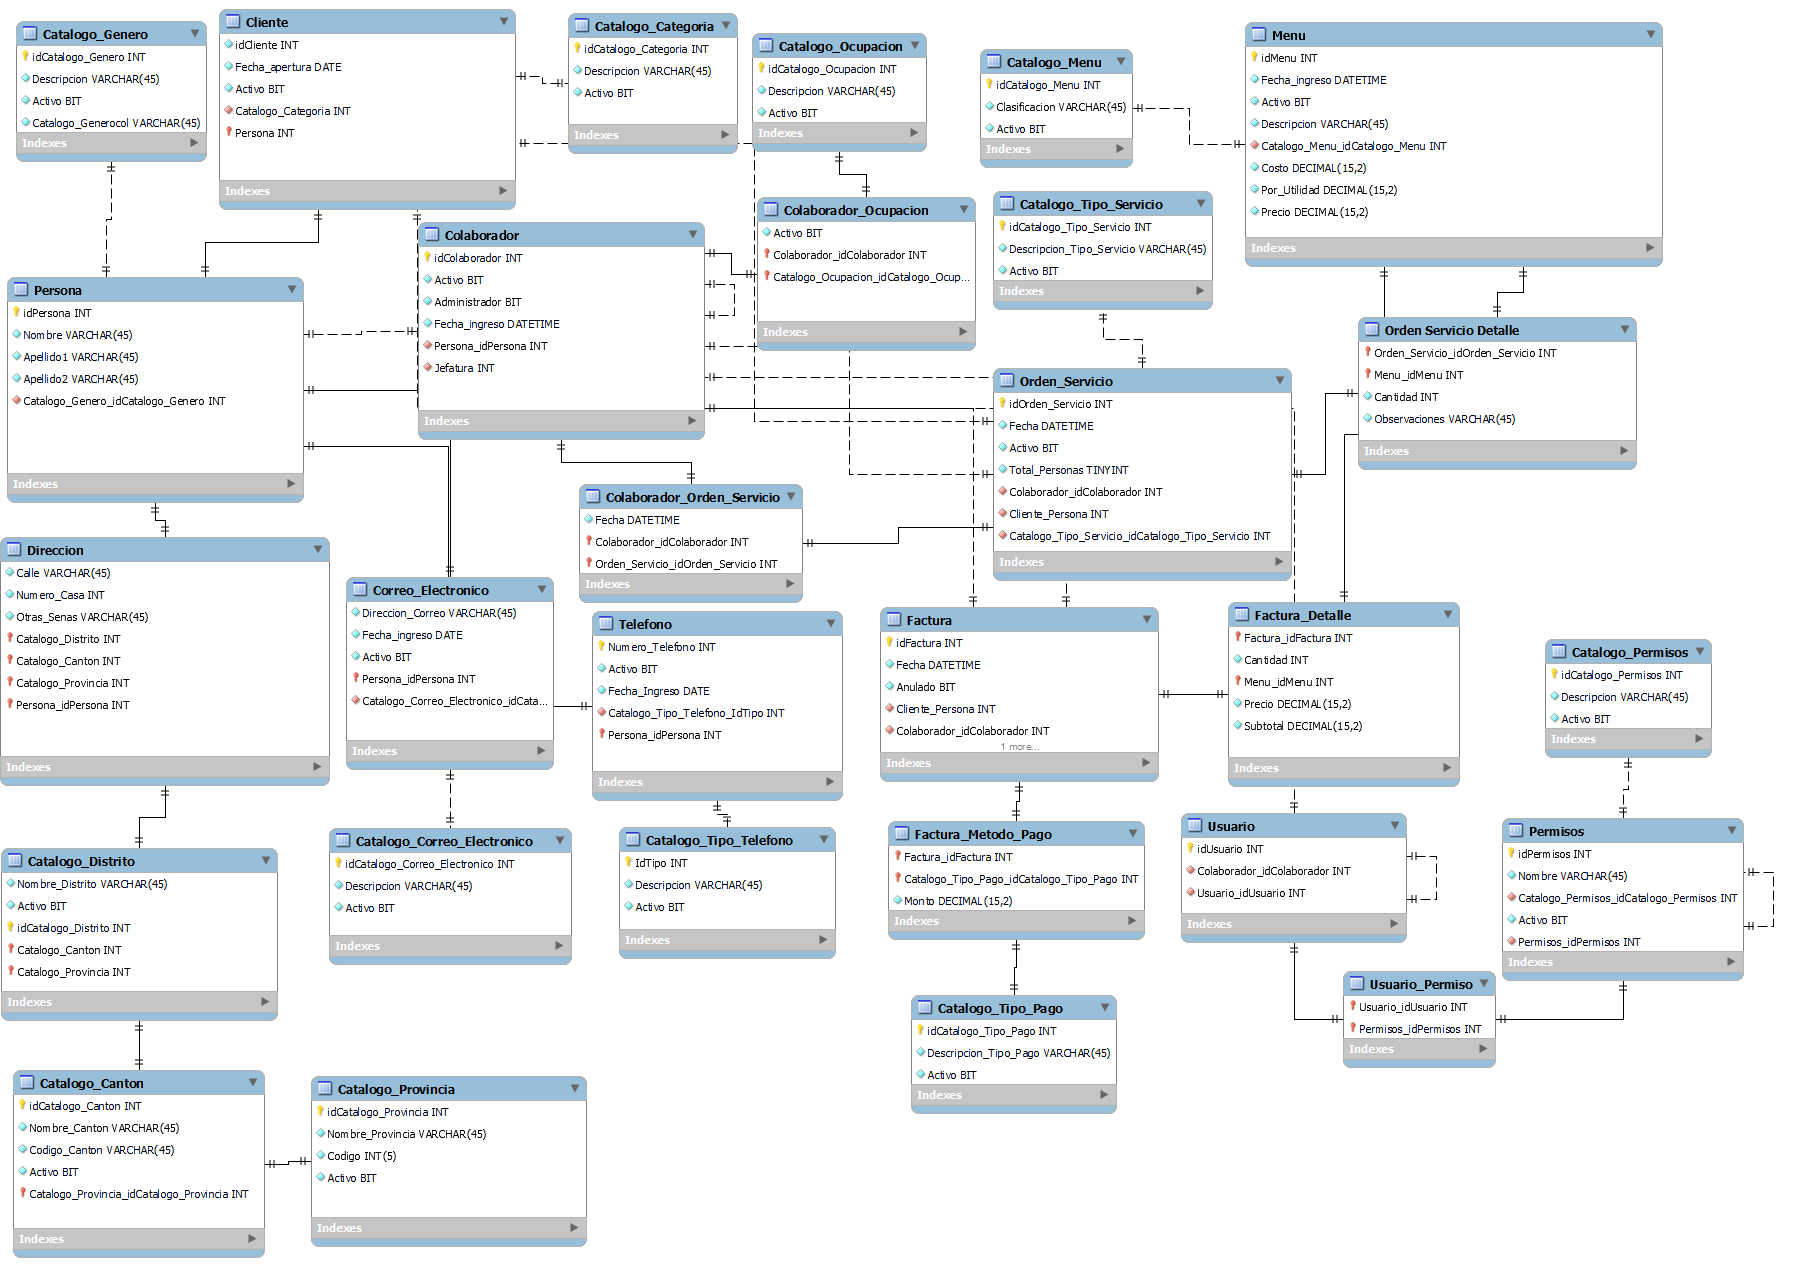 Catalogo_Genero
idCatalogo_Genero INT
Descripcion VARCHAR(45)
Activo BIT
Catalogo_Generocol VARCHAR(45)
Indexes
Cliente
idCliente INT
Fecha_apertura DATE
Activo BIT
Catalogo_Categoria INT
Persona INT
Indexes
Catalogo_Categoria
idCatalogo_Categoria INT
Descripcion VARCHAR(45)
Activo BIT
Indexes
Catalogo_Ocupacion
idCatalogo_Ocupacion INT
Descripcion VARCHAR(45)
Activo BIT
Indexes
Catalogo_Menu
idCatalogo_Menu INT
Clasificacion VARCHAR(45)
Activo BIT
Indexes
Menu
idMenu INT
Fecha_ingreso DATETIME
Activo BIT
Descripcion VARCHAR(45)
Catalogo_Menu_idCatalogo_Menu INT
Costo DECIMAL(15,2)
Por_Utilidad DECIMAL(15,2)
Precio DECIMAL(15,2)
Indexes
Persona
idPersona INT
Nombre VARCHAR(45)
Apellido1 VARCHAR(45)
Apellido2 VARCHAR(45)
Catalogo_Genero_idCatalogo_Genero INT
Indexes
Colaborador
idColaborador INT
Activo BIT
Administrador BIT
Fecha_ingreso DATETIME
Persona_idPersona INT
Jefatura INT
Indexes
Colaborador_Ocupacion
Activo BIT
Colaborador_idColaborador INT
Catalogo_Ocupacion_idCatalogo_Ocup...
Indexes
Catalogo_Tipo_Servicio
idCatalogo_Tipo_Servicio INT
Descripcion_Tipo_Servicio VARCHAR(45)
Activo BIT
Indexes
Orden Servicio Detalle
Orden_Servicio_idOrden_Servicio INT
Menu_idMenu INT
Cantidad INT
Observaciones VARCHAR(45)
Indexes
Orden_Servicio
idOrden_Servicio INT
Fecha DATETIME
Activo BIT
Total_Personas TINYINT
Colaborador_idColaborador INT
Cliente_Persona INT
Catalogo_Tipo_Servicio_idCatalogo_Tipo_Servicio INT
Indexes
Colaborador_Orden_Servicio
Fecha DATETIME
Colaborador_idColaborador INT
Orden_Servicio_idOrden_Servicio INT
Indexes
Direccion
Calle VARCHAR(45)
Numero_Casa INT
Otras_Senas VARCHAR(45)
Catalogo_Distrito INT
Catalogo_Canton INT
Catalogo_Provincia INT
Persona_idPersona INT
Indexes
Correo_Electronico
Direccion_Correo VARCHAR(45)
Fecha_ingreso DATE
Activo BIT
Persona_idPersona INT
Catalogo_Correo_Electronico_idCata...
Indexes
Telefono
Numero_Telefono INT
Activo BIT
Fecha_Ingreso DATE
Catalogo_Tipo_Telefono_IdTipo INT
Persona_idPersona INT
Indexes
Factura
idFactura INT
Fecha DATETIME
Anulado BIT
Cliente_Persona INT
Colaborador_idColaborador INT
1 more...
Indexes
Factura_Detalle
Factura_idFactura INT
Cantidad INT
Menu_idMenu INT
Precio DECIMAL(15,2)
Subtotal DECIMAL(15,2)
Indexes
Catalogo_Permisos
idCatalogo_Permisos INT
Descripcion VARCHAR(45)
Activo BIT
Indexes
Catalogo_Distrito
Nombre_Distrito VARCHAR(45)
Activo BIT
idCatalogo_Distrito INT
Catalogo_Canton INT
Catalogo_Provincia INT
Indexes
Catalogo_Correo_Electronico
idCatalogo_Correo_Electronico INT
Descripcion VARCHAR(45)
Activo BIT
Indexes
Catalogo_Tipo_Telefono
IdTipo INT
Descripcion VARCHAR(45)
Activo BIT
Indexes
Factura_Metodo_Pago
Factura_idFactura INT
Catalogo_Tipo_Pago_idCatalogo_Tipo_Pago INT
Monto DECIMAL(15,2)
Indexes
Usuario
idUsuario INT
Colaborador_idColaborador INT
Usuario_idUsuario INT
Indexes
Permisos
idPermisos INT
Nombre VARCHAR(45)
Catalogo_Permisos_idCatalogo_Permisos INT
Activo BIT
Permisos_idPermisos INT
Indexes
Usuario_Permiso
Usuario_idUsuario INT
Permisos_idPermisos INT
Indexes
Catalogo_Tipo_Pago
idCatalogo_Tipo_Pago INT
Descripcion_Tipo_Pago VARCHAR(45)
Activo BIT
Indexes
Catalogo_Canton
idCatalogo_Canton INT
Nombre_Canton VARCHAR(45)
Codigo_Canton VARCHAR(45)
Activo BIT
Catalogo_Provincia_idCatalogo_Provincia INT
Indexes
Catalogo_Provincia
idCatalogo_Provincia INT
Nombre_Provincia VARCHAR(45)
Codigo INT(5)
Activo BIT
Indexes